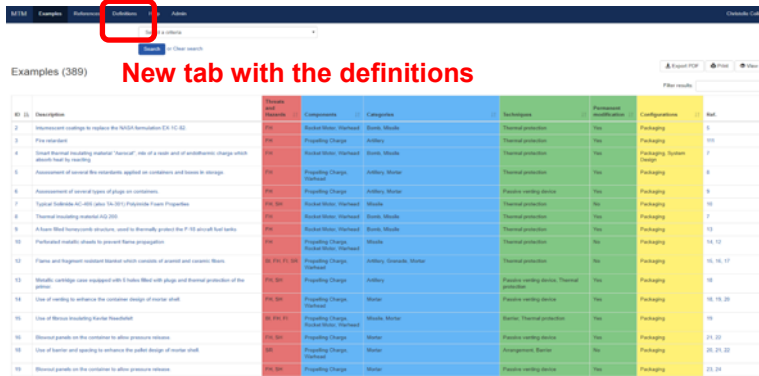 MTM Examples References Definitions Help Admin
Select a criteria
Search or Clear search
Export PDF Print View
Examples (389)
New tab with the definitions
Filter results:
ID Description Threats and Hazards Components Categories Techniques Permanent modification Configurations Ref.
2 Intumescent coatings to replace the NASA formulation EX-1C-82. FH Rocket Motor, Warhead Bomb, Missile Thermal protection Yes Packaging 5
3 Fire retardant FH Propelling Charge Artillery Thermal protection Yes Packaging
4 Smart thermal insulating material "barocat", mix of a resin and of endothermic charge which absorb heat by reacting. FH Rocket Motor, Warhead Bomb, Missile Thermal protection Yes Packaging, System Design 7
5 Assessment of several fire retardants applied on containers and boxes in storage. FH Propelling Charge, Warhead Artillery, Mortar Thermal protection Yes Packaging 8
6 Assessement of several types of plugs on containers. FH Propelling Charge Artillery, Mortar Passive venting device Yes Packaging 9
7 Typical Solimide AC-400 (also TA-301) Polyimide Foam Properties FH, SH Rocket Motor, Warhead Missile Thermal protection No Packaging 10
8 Thermal insulating material AQ 200 FH Rocket Motor, Warhead Bomb, Missile Thermal protection Yes Packaging 7
9 A foam filled honeycomb structure, used to thermally protect the F-18 aircraft fuel tanks FH Rocket Motor, Warhead Bomb, Missile Thermal protection Yes Packaging 13
10 Perforated metallic sheets to prevent flame propagation FH Propelling Charge, Rocket Motor, Warhead Missile Thermal protection No Packaging 14, 12
12 Flame and fragment resistant blanket which consists of aramid and ceramic fibers BI, FH, FI, SR Propelling Charge, Warhead Artillery, Grenade, Mortar Thermal protection No Packaging 15, 16, 17
13 Metallic cartridge case equipped with 6 holes filled with plugs and thermal protection of the primer. FH, SH Propelling Charge Artillery Passive venting device, Thermal protection Yes Packaging 18
14 Use of venting to enhance the container design of mortar shell. FH, SH Propelling Charge, Warhead Mortar Passive venting device Yes Packaging 18, 19, 20
15 Use of fibrous insulating Kaolar Needlefelt BI, FH, FI Propelling Charge, Rocket Motor, Warhead Missile, Mortar Barrier, Thermal protection Yes Packaging 19
16 Blowout panels on the container to allow pressure release. FH, SH Propelling Charge, Warhead Mortar Passive venting device Yes Packaging 21, 22
18 Use of barrier and spacing to enhance the pallet design of mortar shell. SR Propelling Charge, Warhead Mortar Arrangement, Barrier No Packaging 20, 21, 22
19 Blowout panels on the container to allow pressure release. FH, SH Propelling Charge, Warhead Mortar Passive venting device Yes Packaging 23, 24